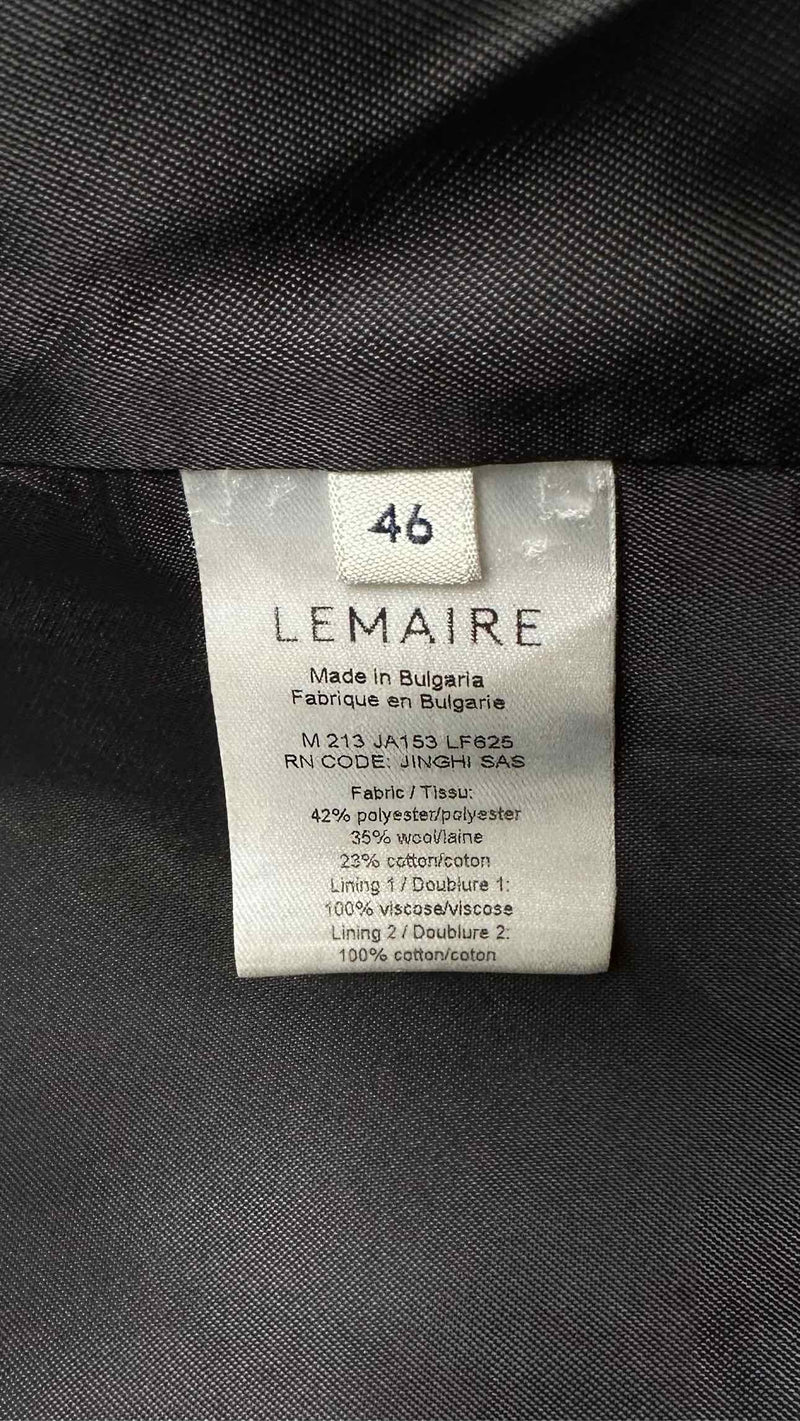 46
LEMAIRE
Made in Bulgaria
Fabrique en Bulgarie
M 213 JA153 LF625
RN CODE: JINGHI SAS
Fabric / Tissu:
42% polyester/polyester
35% wool/laine
23% cotton/coton
Lining 1 / Doublure 1:
100% viscose/viscose
Lining 2 / Doublure 2:
100% cotton/coton